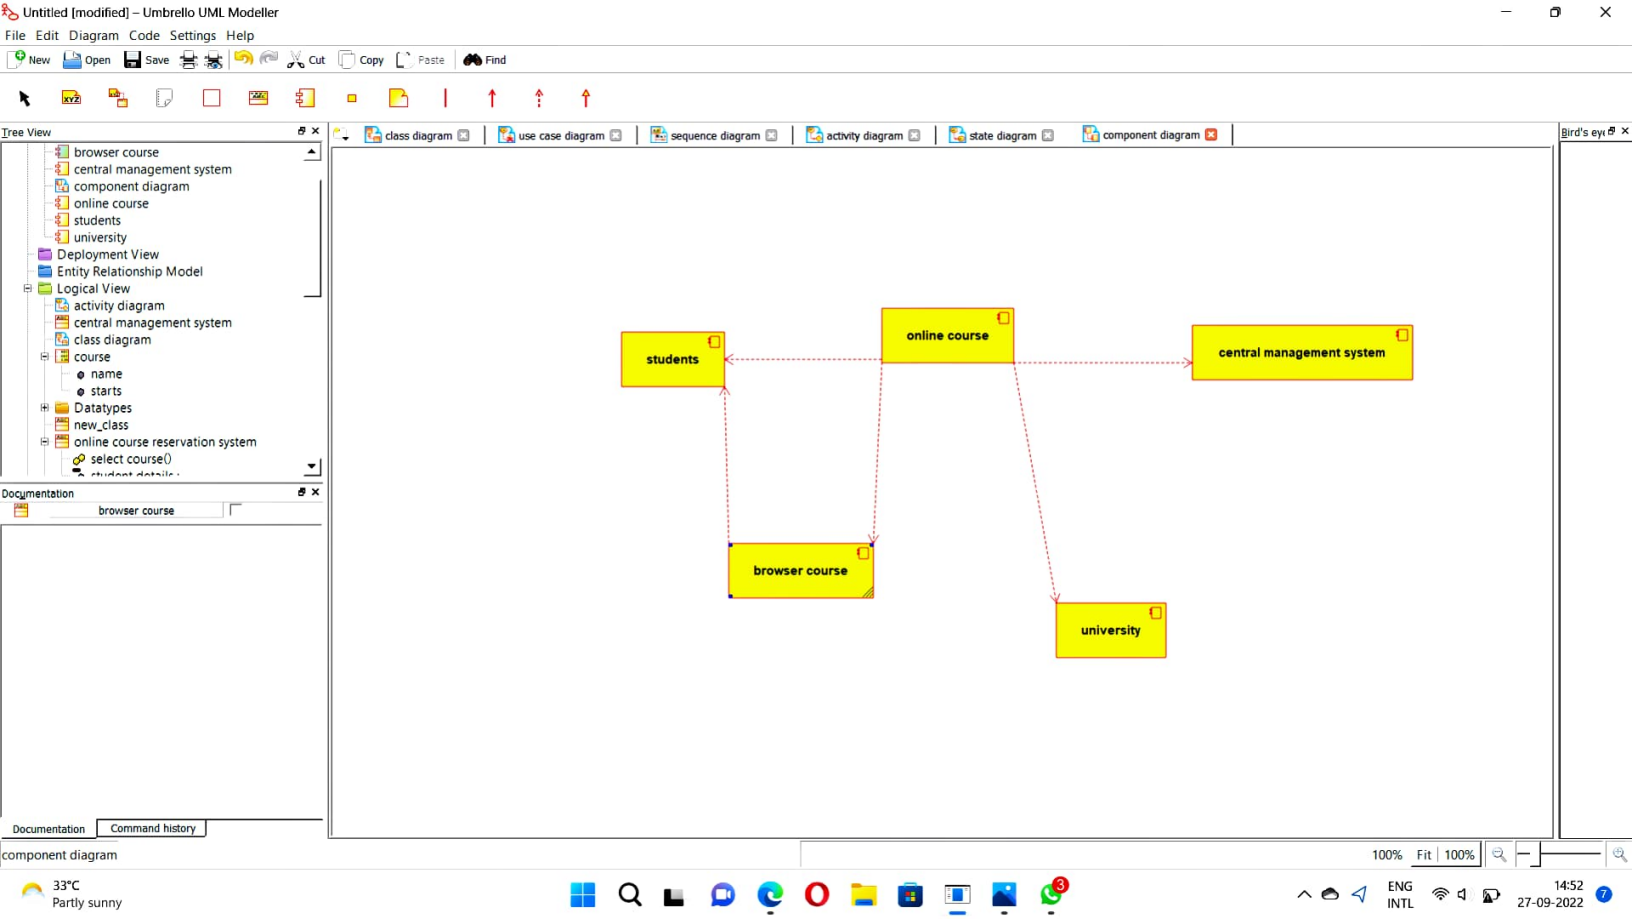 Untitled [modified] – Umbrello UML Modeller
File Edit Diagram Code Settings Help
New Open Save Cut Copy Paste Find
XYZ
Tree View
class diagram use case diagram sequence diagram activity diagram state diagram component diagram
Bird's eye
browser course
central management system
component diagram
online course
students
university
Deployment View
Entity Relationship Model
Logical View
activity diagram
central management system
class diagram
course
name
starts
Datatypes
new_class
online course reservation system
select course()
student details :
Documentation
browser course
students
online course
central management system
browser course
university
Documentation Command history
component diagram
100% Fit 100%
33°C
Partly sunny
3
ENG
INTL
14:52
27-09-2022
7